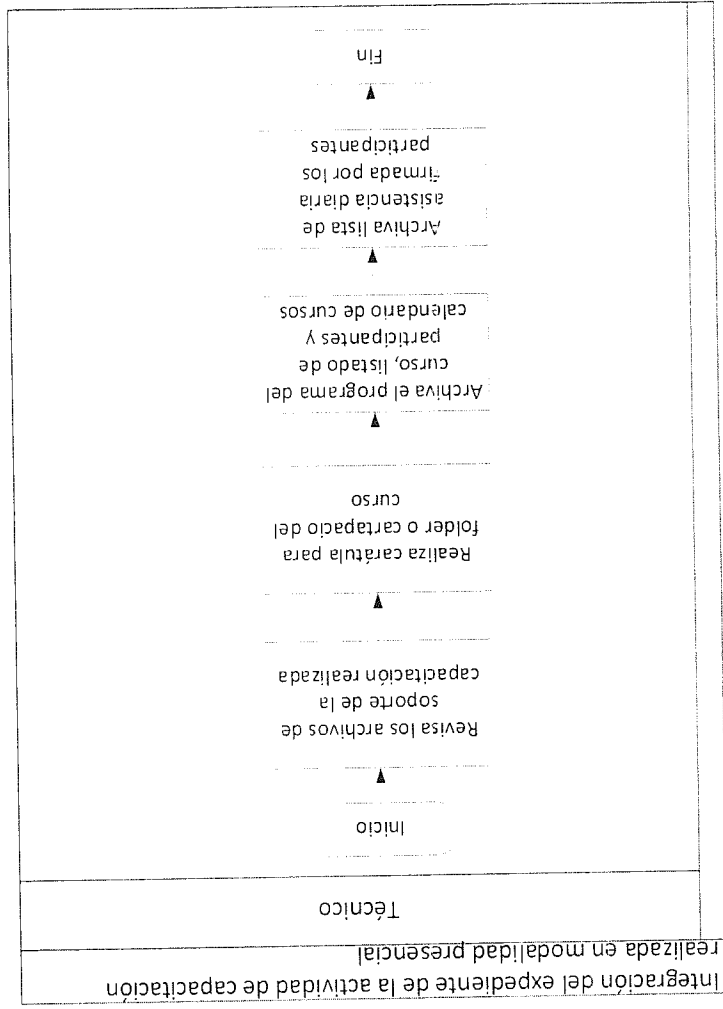 Integración del expediente de la actividad de capacitación
realizada en modalidad presencial
Técnico
Inicio
Revisa los archivos de
soporte de la
capacitación realizada
Realiza carátula para
folder o cartapacio del
curso
Archiva el programa del
curso, listado de
participantes y
calendario de cursos
Archiva lista de
asistencia diaria
firmada por los
participantes
Fin